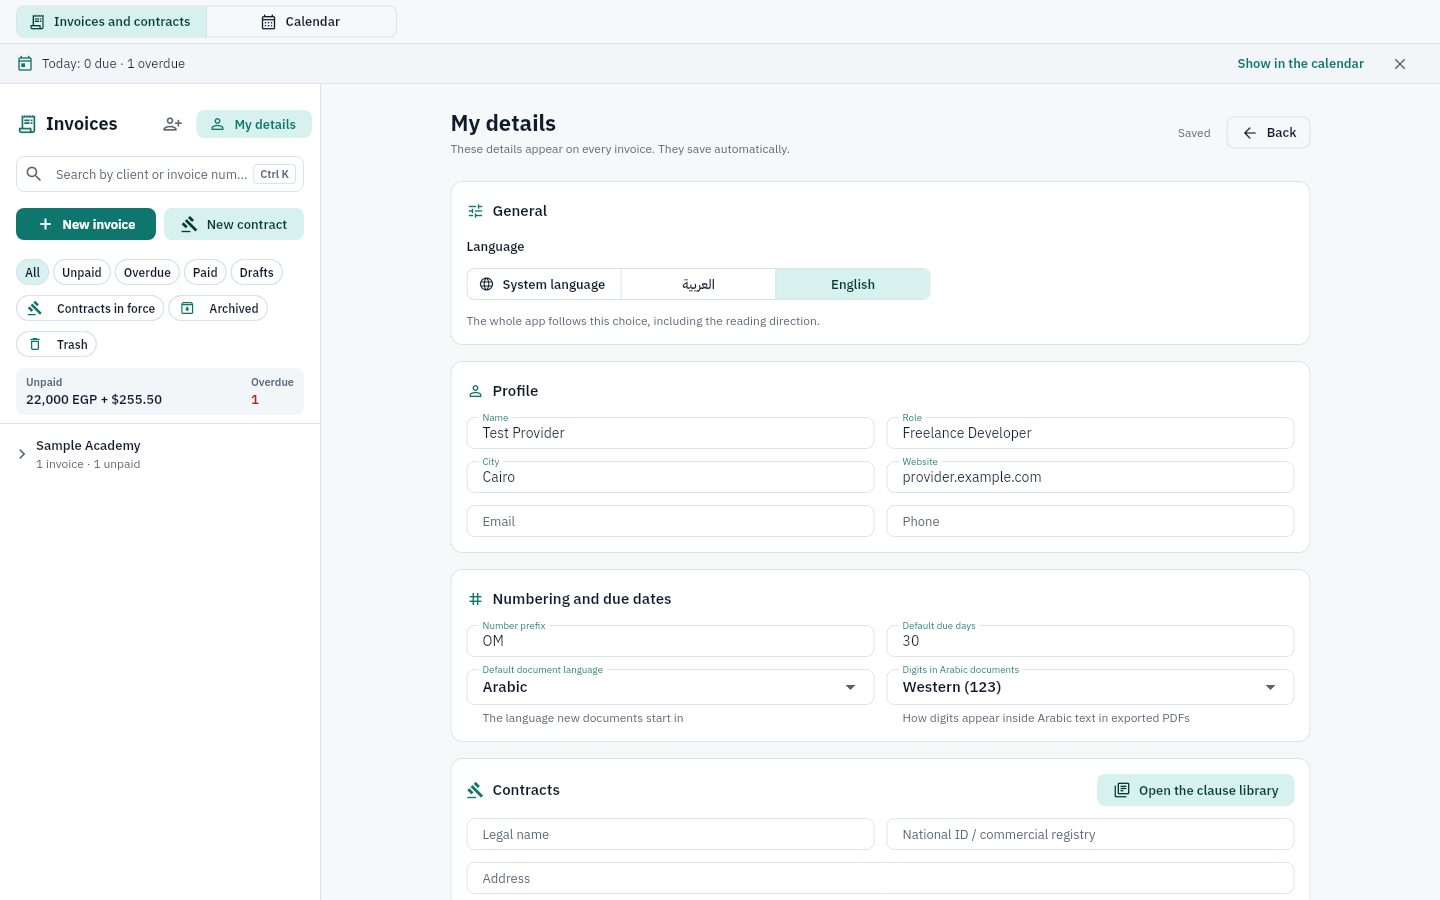 Invoices and contracts
Calendar
Today: 0 due · 1 overdue
Show in the calendar
Invoices
My details
Search by client or invoice num...
Ctrl K
New invoice
New contract
All
Unpaid
Overdue
Paid
Drafts
Contracts in force
Archived
Trash
Unpaid
Overdue
22,000 EGP + $255.50
1
Sample Academy
1 invoice · 1 unpaid
My details
These details appear on every invoice. They save automatically.
Saved
Back
General
Language
System language
العربية
English
The whole app follows this choice, including the reading direction.
Profile
Name
Test Provider
Role
Freelance Developer
City
Cairo
Website
provider.example.com
Email
Phone
Numbering and due dates
Number prefix
OM
Default due days
30
Default document language
Arabic
The language new documents start in
Digits in Arabic documents
Western (123)
How digits appear inside Arabic text in exported PDFs
Contracts
Open the clause library
Legal name
National ID / commercial registry
Address